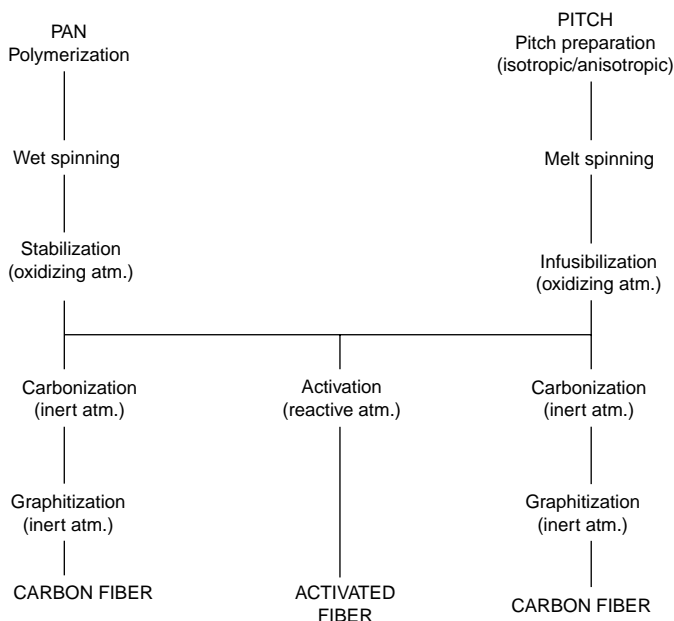 PAN
Polymerization
PITCH
Pitch preparation
(isotropic/anisotropic)
Wet spinning
Melt spinning
Stabilization
(oxidizing atm.)
Infusibilization
(oxidizing atm.)
Carbonization
(inert atm.)
Activation
(reactive atm.)
Carbonization
(inert atm.)
Graphitization
(inert atm.)
Graphitization
(inert atm.)
CARBON FIBER
ACTIVATED
FIBER
CARBON FIBER